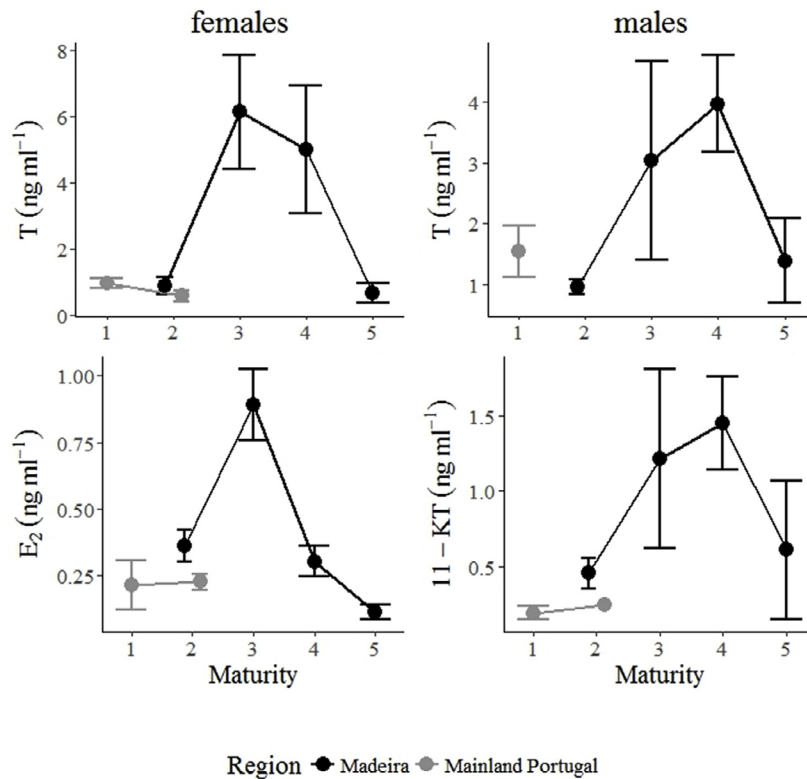 females
males
T (ng ml⁻¹)
8
6
4
2
0
1 2 3 4 5
T (ng ml⁻¹)
4
3
2
1
1 2 3 4 5
E₂ (ng ml⁻¹)
1.00
0.75
0.50
0.25
1 2 3 4 5
Maturity
11 – KT (ng ml⁻¹)
1.5
1.0
0.5
1 2 3 4 5
Maturity
Region Madeira Mainland Portugal